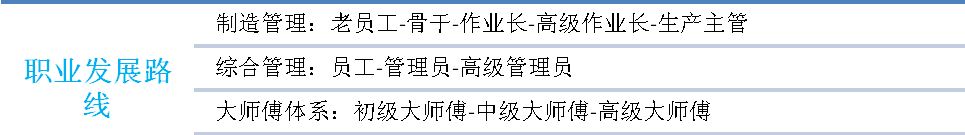 职业发展路
线
制造管理：老员工-骨干-作业长-高级作业长-生产主管
综合管理：员工-管理员-高级管理员
大师傅体系：初级大师傅-中级大师傅-高级大师傅